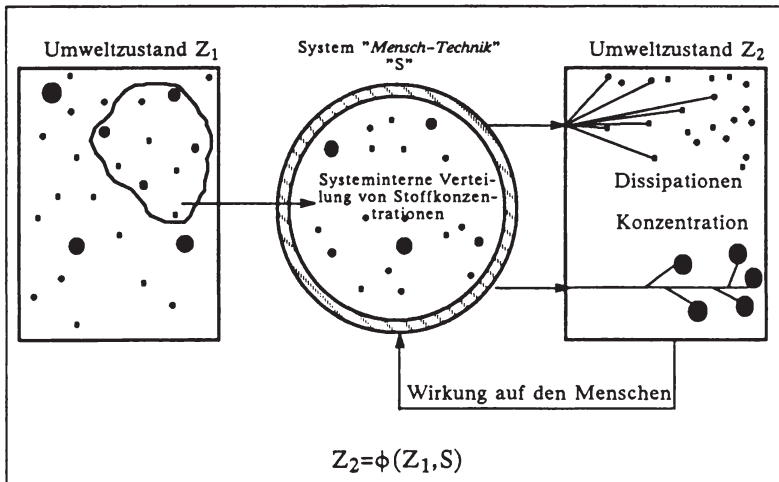 Umweltzustand Z₁
System "Mensch-Technik"
"S"
Umweltzustand Z₂
Systeminterne Vertei-
lung von Stoffkonzen-
trationen
Dissipationen
Konzentration
Wirkung auf den Menschen
Z₂=ϕ(Z₁,S)